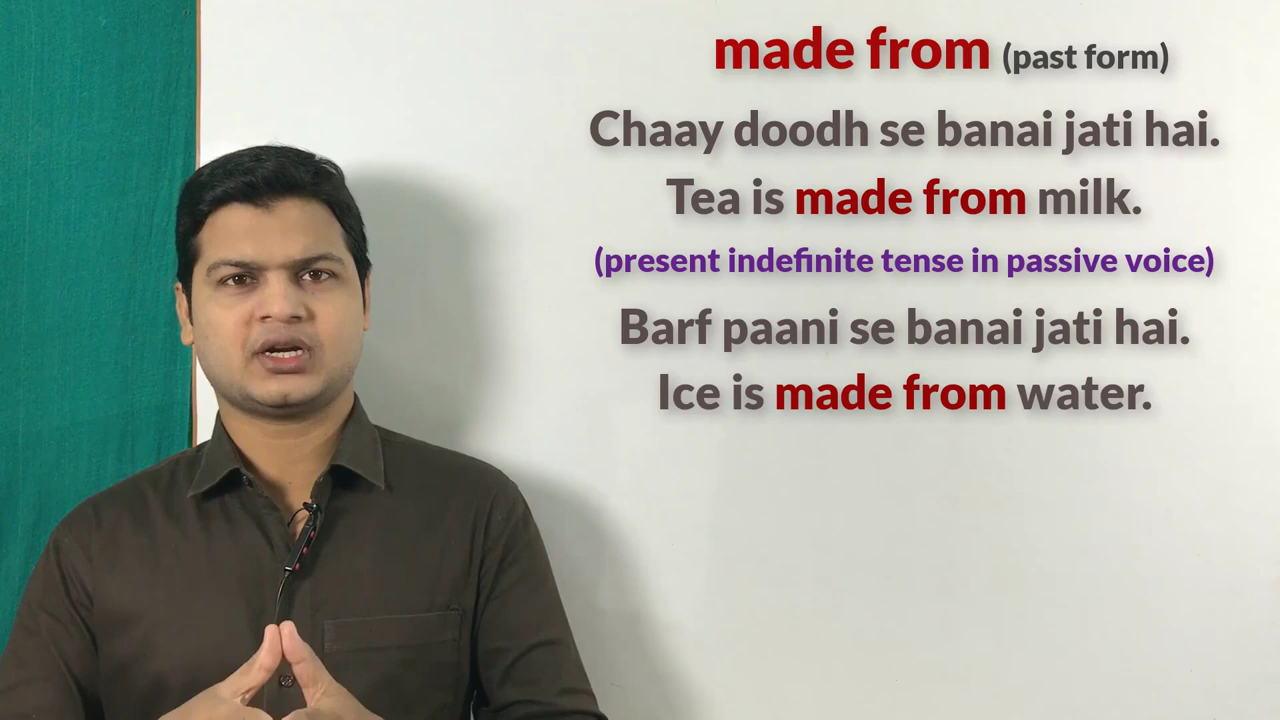 made from (past form)
Chaay doodh se banai jati hai.
Tea is made from milk.
(present indefinite tense in passive voice)
Barf paani se banai jati hai.
Ice is made from water.